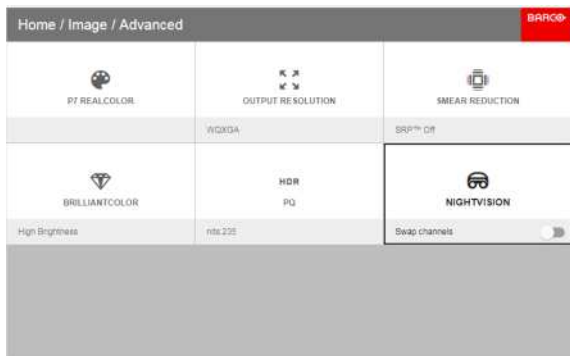 Home / Image / Advanced
BARCO
P7 REALCOLOR
OUTPUT RESOLUTION
SMEAR REDUCTION
WQXGA
SRP™ Off
BRILLIANTCOLOR
HDR
PQ
NIGHTVISION
High Brightness
nits 235
Swap channels